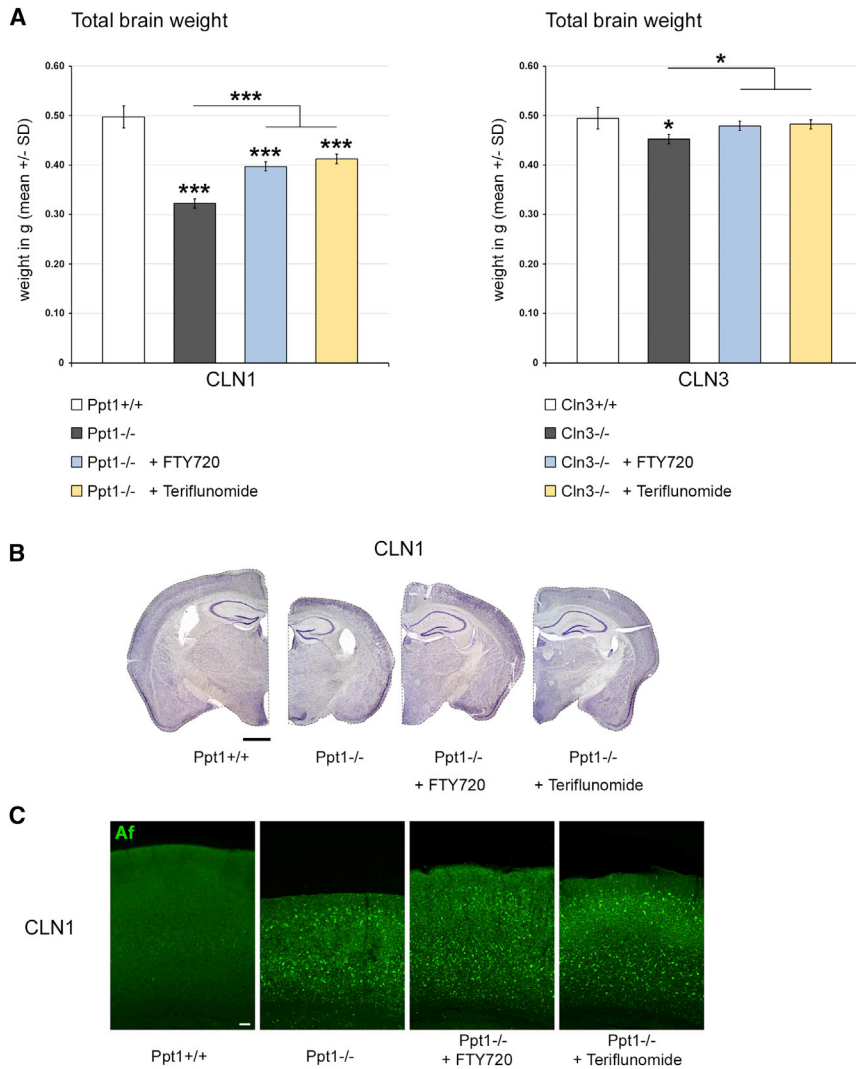 A
Total brain weight
Total brain weight
weight in g (mean +/- SD)
0.60
0.50
0.40
0.30
0.20
0.10
0
***
***
***
***
CLN1
Ppt1+/+
Ppt1-/-
Ppt1-/- + FTY720
Ppt1-/- + Teriflunomide
weight in g (mean +/- SD)
0.60
0.50
0.40
0.30
0.20
0.10
0
*
*
CLN3
Cln3+/+
Cln3-/-
Cln3-/- + FTY720
Cln3-/- + Teriflunomide
B
CLN1
Ppt1+/+
Ppt1-/-
Ppt1-/-
+ FTY720
Ppt1-/-
+ Teriflunomide
C
Af
CLN1
Ppt1+/+
Ppt1-/-
Ppt1-/-
+ FTY720
Ppt1-/-
+ Teriflunomide